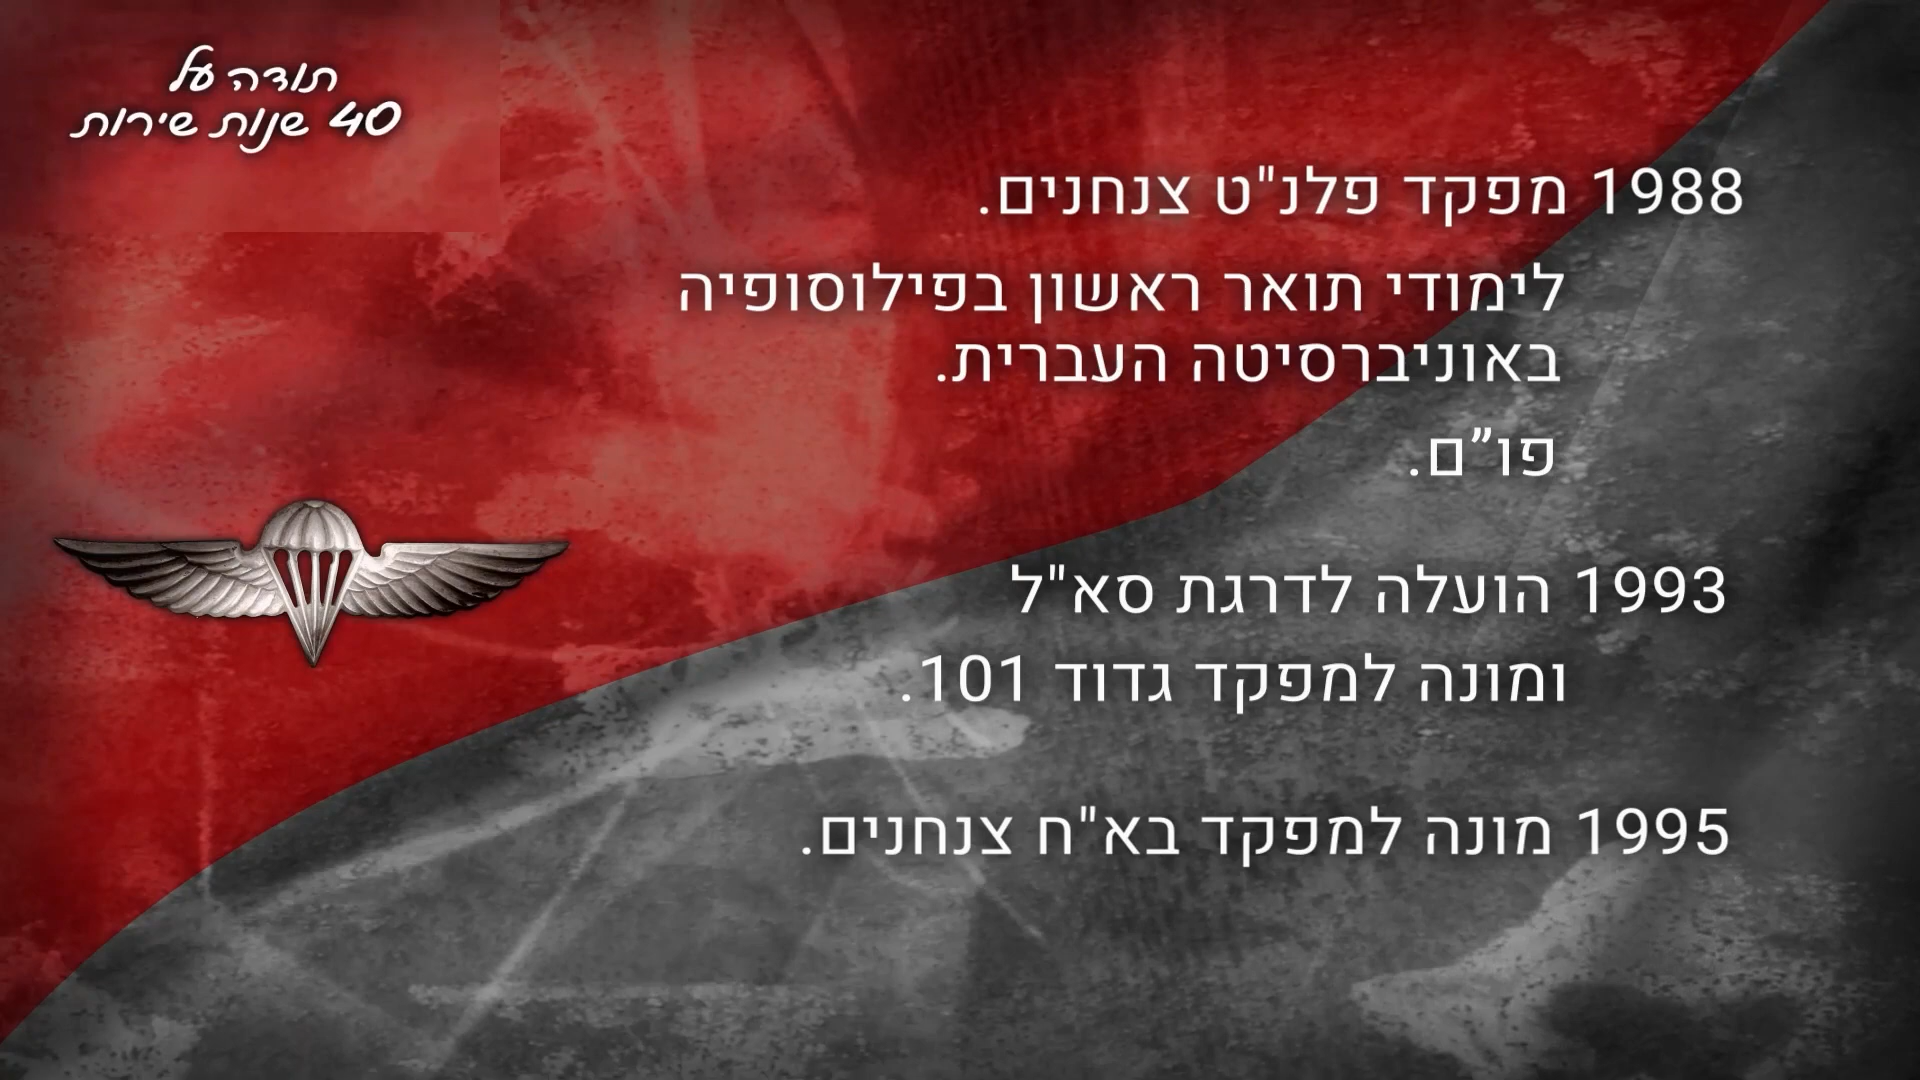 תודה על
40 שנות שירות
1988 מפקד פלנ"ט צנחנים.
לימודי תואר ראשון בפילוסופיה
באוניברסיטה העברית.
פו”ם.
1993 הועלה לדרגת סא"ל
ומונה למפקד גדוד 101.
1995 מונה למפקד בא"ח צנחנים.